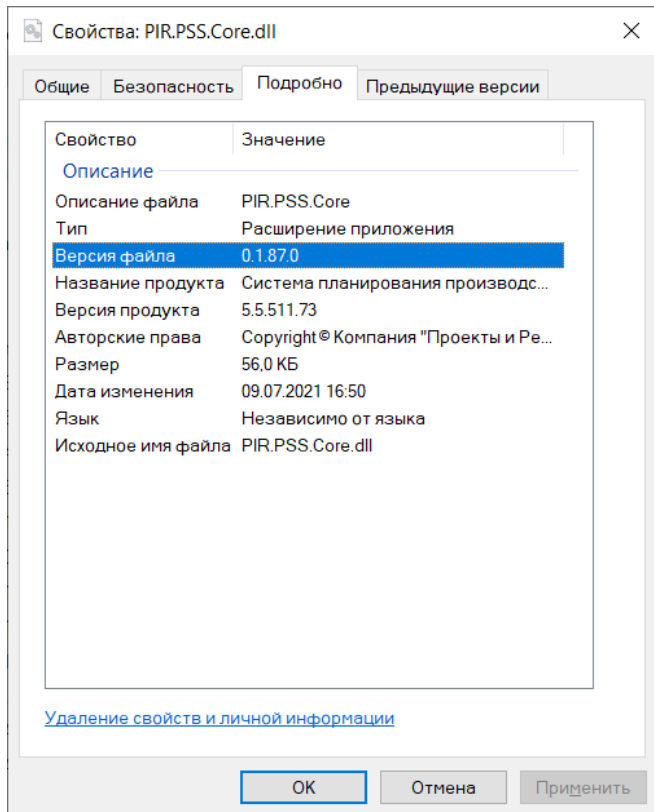 Свойства: PIR.PSS.Core.dll
Общие Безопасность Подробно Предыдущие версии
Свойство Значение
Описание
Описание файла PIR.PSS.Core
Тип Расширение приложения
Версия файла 0.1.87.0
Название продукта Система планирования производс...
Версия продукта 5.5.511.73
Авторские права Copyright © Компания "Проекты и Ре...
Размер 56,0 КБ
Дата изменения 09.07.2021 16:50
Язык Независимо от языка
Исходное имя файла PIR.PSS.Core.dll
Удаление свойств и личной информации
ОК Отмена Применить